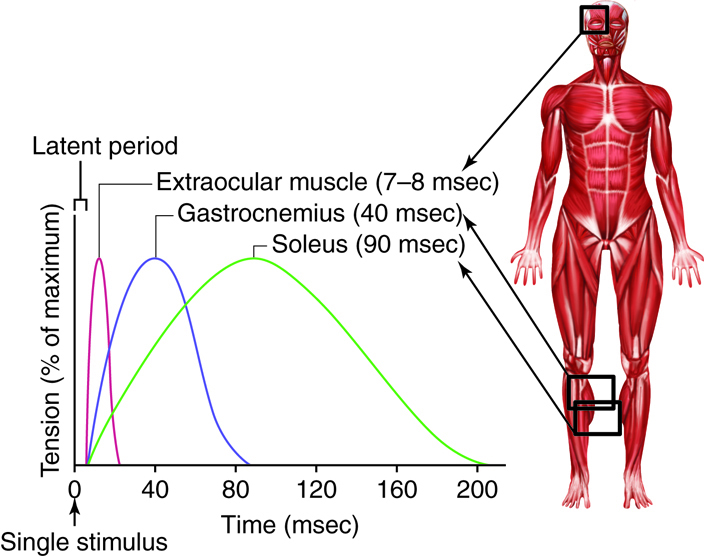 Latent period
Extraocular muscle (7–8 msec)
Gastrocnemius (40 msec)
Soleus (90 msec)
Tension (% of maximum)
0 40 80 120 160 200
Time (msec)
Single stimulus